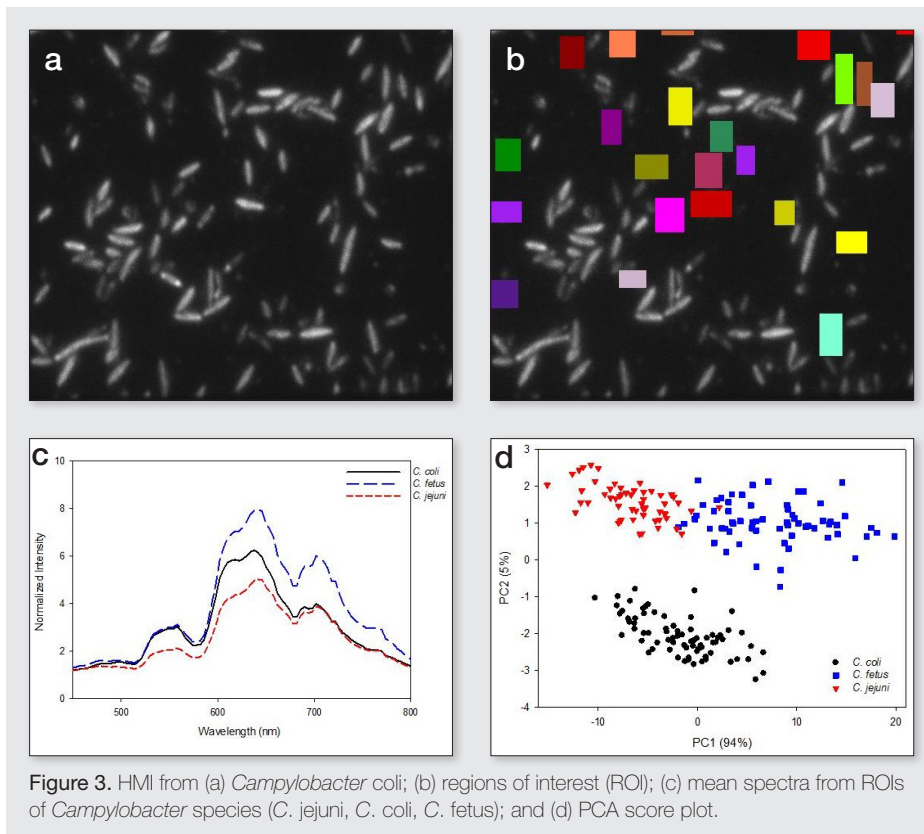 a
b
c
10
8
6
4
2
0
Normalized Intensity
C. coli
C. fetus
C. jejuni
500
600
700
800
Wavelength (nm)
d
3
2
1
0
-1
-2
-3
-4
PC2 (5%)
C. coli
C. fetus
C. jejuni
-10
0
10
20
PC1 (94%)
Figure 3. HMI from (a) Campylobacter coli; (b) regions of interest (ROI); (c) mean spectra from ROIs
of Campylobacter species (C. jejuni, C. coli, C. fetus); and (d) PCA score plot.